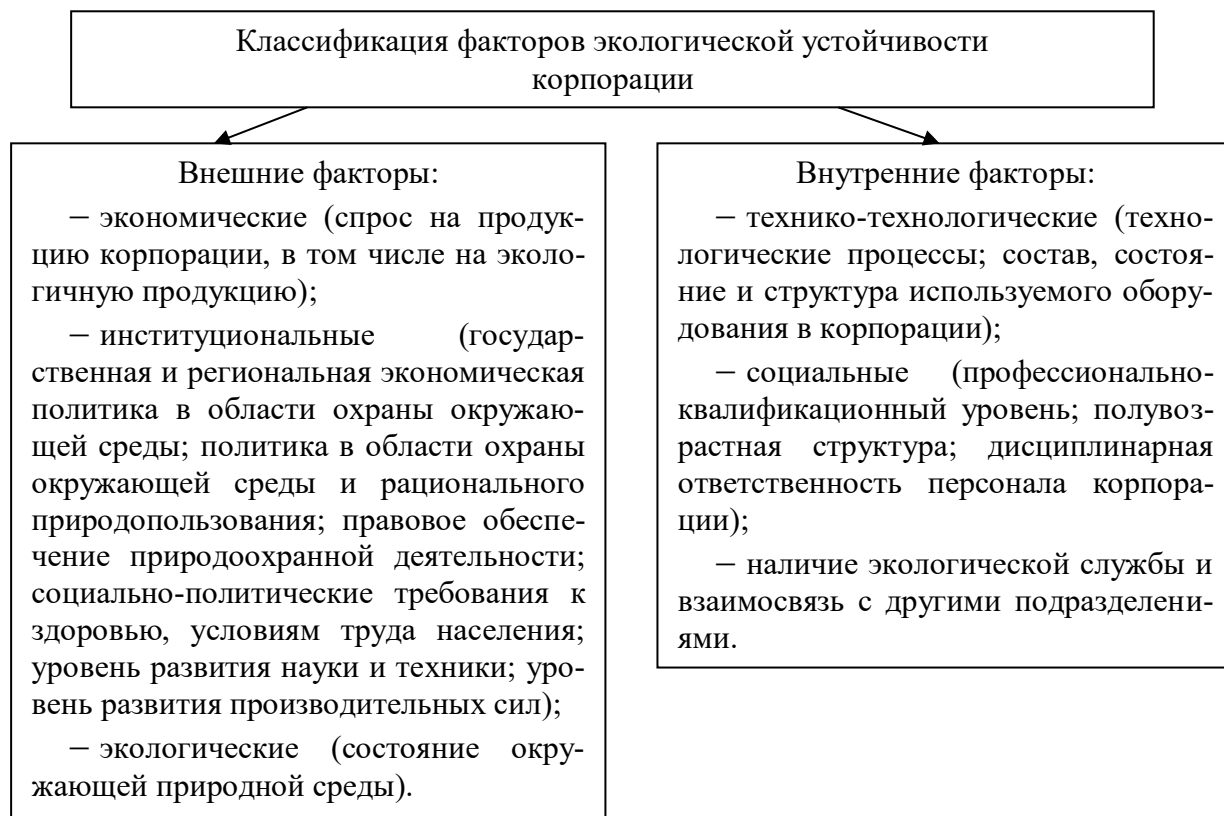 Классификация факторов экологической устойчивости
корпорации
Внешние факторы:
– экономические (спрос на продук-
цию корпорации, в том числе на эколо-
гичную продукцию);
– институциональные (государ-
ственная и региональная экономическая
политика в области охраны окружаю-
щей среды; политика в области охраны
окружающей среды и рационального
природопользования; правовое обеспе-
чение природоохранной деятельности;
социально-политические требования к
здоровью, условиям труда населения;
уровень развития науки и техники; уро-
вень развития производительных сил);
– экологические (состояние окру-
жающей природной среды).
Внутренние факторы:
– технико-технологические (техно-
логические процессы; состав, состоя-
ние и структура используемого обору-
дования в корпорации);
– социальные (профессионально-
квалификационный уровень; полувоз-
растная структура; дисциплинарная
ответственность персонала корпора-
ции);
– наличие экологической службы и
взаимосвязь с другими подразделени-
ями.